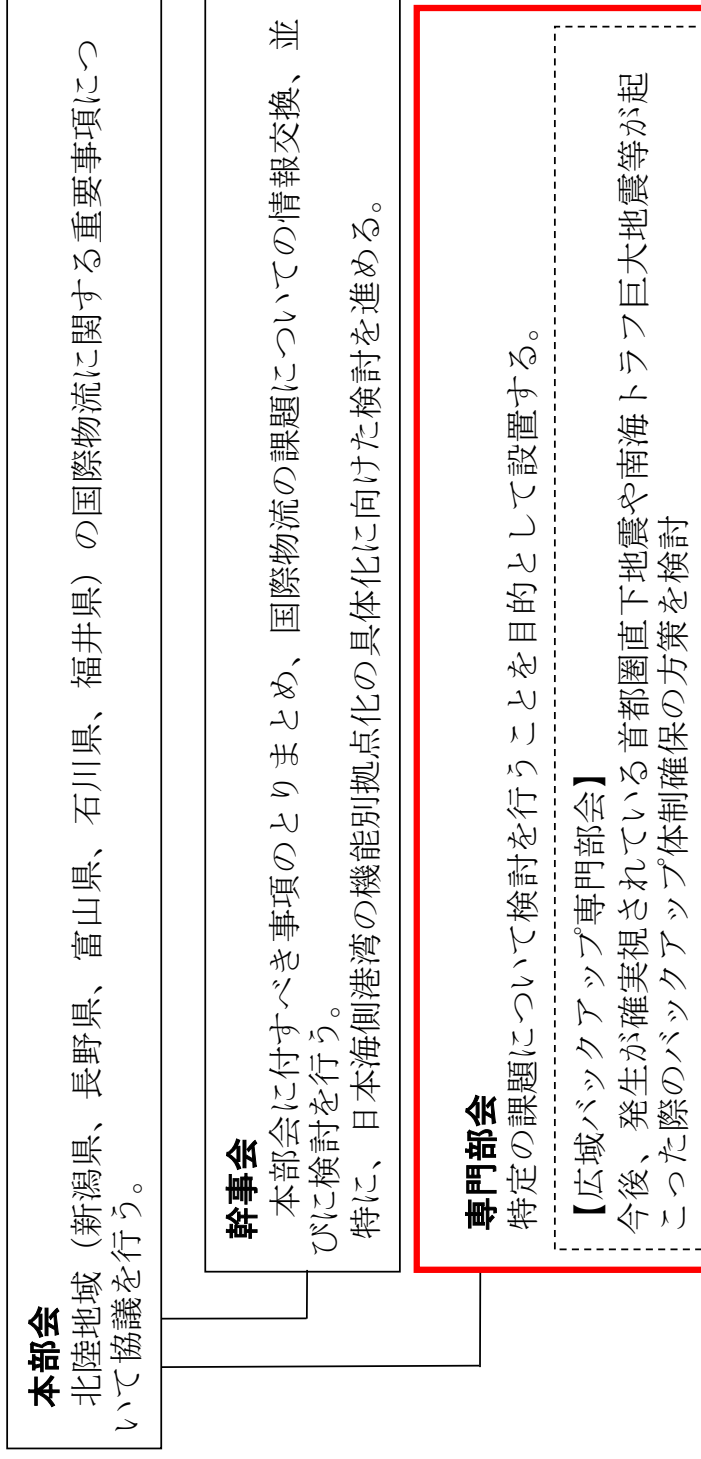 本部会
北陸地域（新潟県、長野県、富山県、石川県、福井県）の国際物流に関する重要事項につ
いて協議を行う。
幹事会
本部会に付すべき事項のとりまとめ、国際物流の課題についての情報交換、並
びに検討を行う。
特に、日本海側港湾の機能別拠点化の具体化に向けた検討を進める。
専門部会
特定の課題について検討を行うことを目的として設置する。
【広域バックアップ専門部会】
今後、発生が確実視されている首都圏直下地震や南海トラフ巨大地震等が起
こった際のバックアップ体制確保の方策を検討